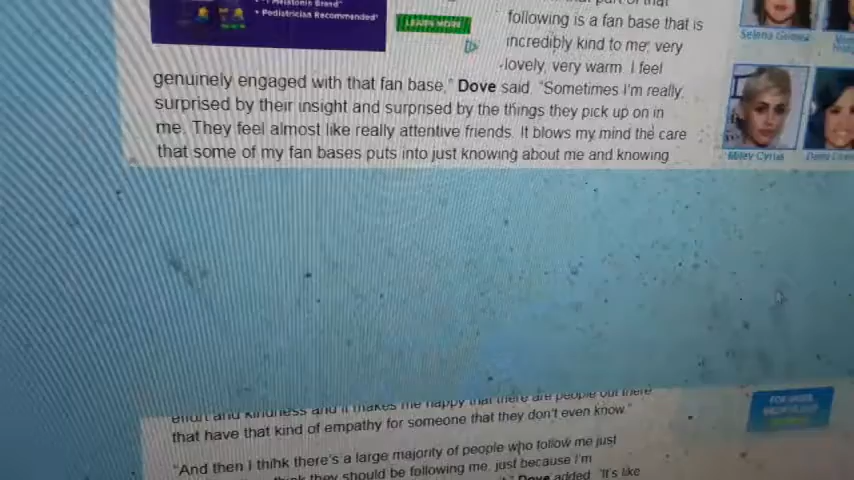 Melatonin Brand
• Pediatrician Recommended
LEARN MORE
following is a fan base that is
incredibly kind to me, very
lovely, very warm. I feel
genuinely engaged with that fan base," Dove said. "Sometimes I'm really,
surprised by their insight and surprised by the things they pick up on in
me. They feel almost like really attentive friends. It blows my mind the care
that some of my fan bases puts into just knowing about me and knowing
Selena Gomez
Miley Cyrus
Demi
effort and kindness and it makes me happy that there are people out there
that have that kind of empathy for someone that they don't even know."
"And then I think there's a large majority of people who follow me just
they should be following me, just because I'm
Dove added. "It's like